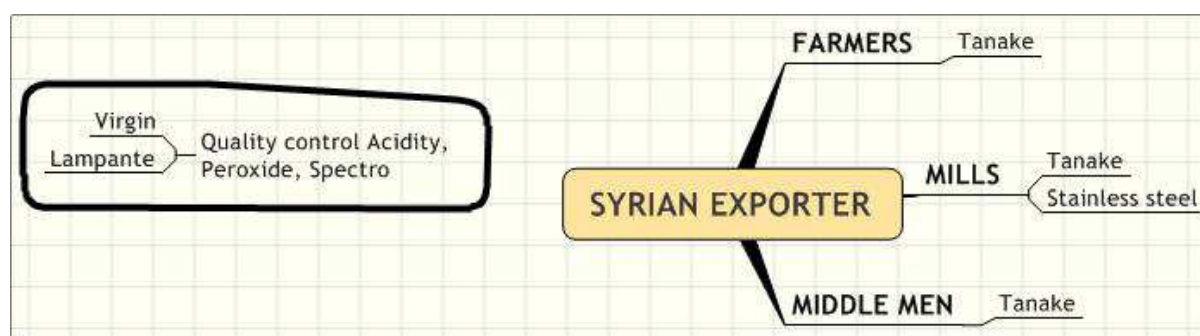 Virgin
Lampante
Quality control Acidity,
Peroxide, Spectro
SYRIAN EXPORTER
FARMERS
Tanake
MILLS
Tanake
Stainless steel
MIDDLE MEN
Tanake